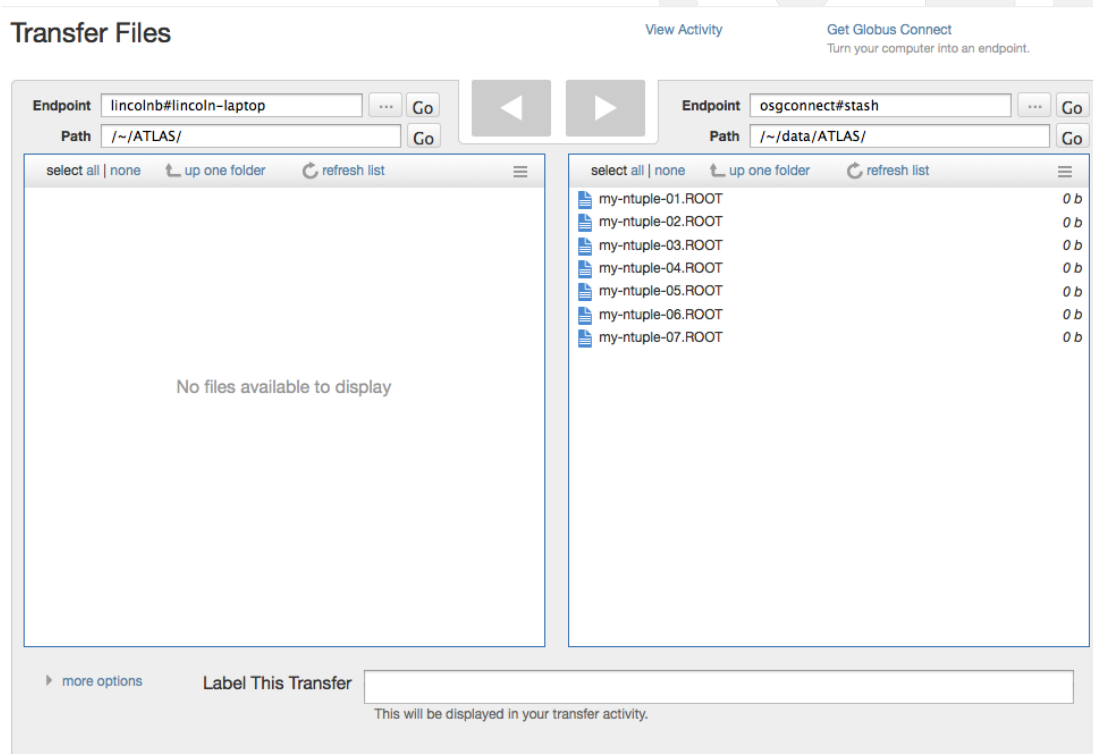 Transfer Files
View Activity
Get Globus Connect
Turn your computer into an endpoint.
Endpoint lincolnb#lincoln-laptop ... Go
Path /~/ATLAS/ Go
Endpoint osgconnect#stash ... Go
Path /~/data/ATLAS/ Go
select all | none up one folder refresh list
No files available to display
select all | none up one folder refresh list
my-ntuple-01.ROOT 0 b
my-ntuple-02.ROOT 0 b
my-ntuple-03.ROOT 0 b
my-ntuple-04.ROOT 0 b
my-ntuple-05.ROOT 0 b
my-ntuple-06.ROOT 0 b
my-ntuple-07.ROOT 0 b
more options
Label This Transfer
This will be displayed in your transfer activity.